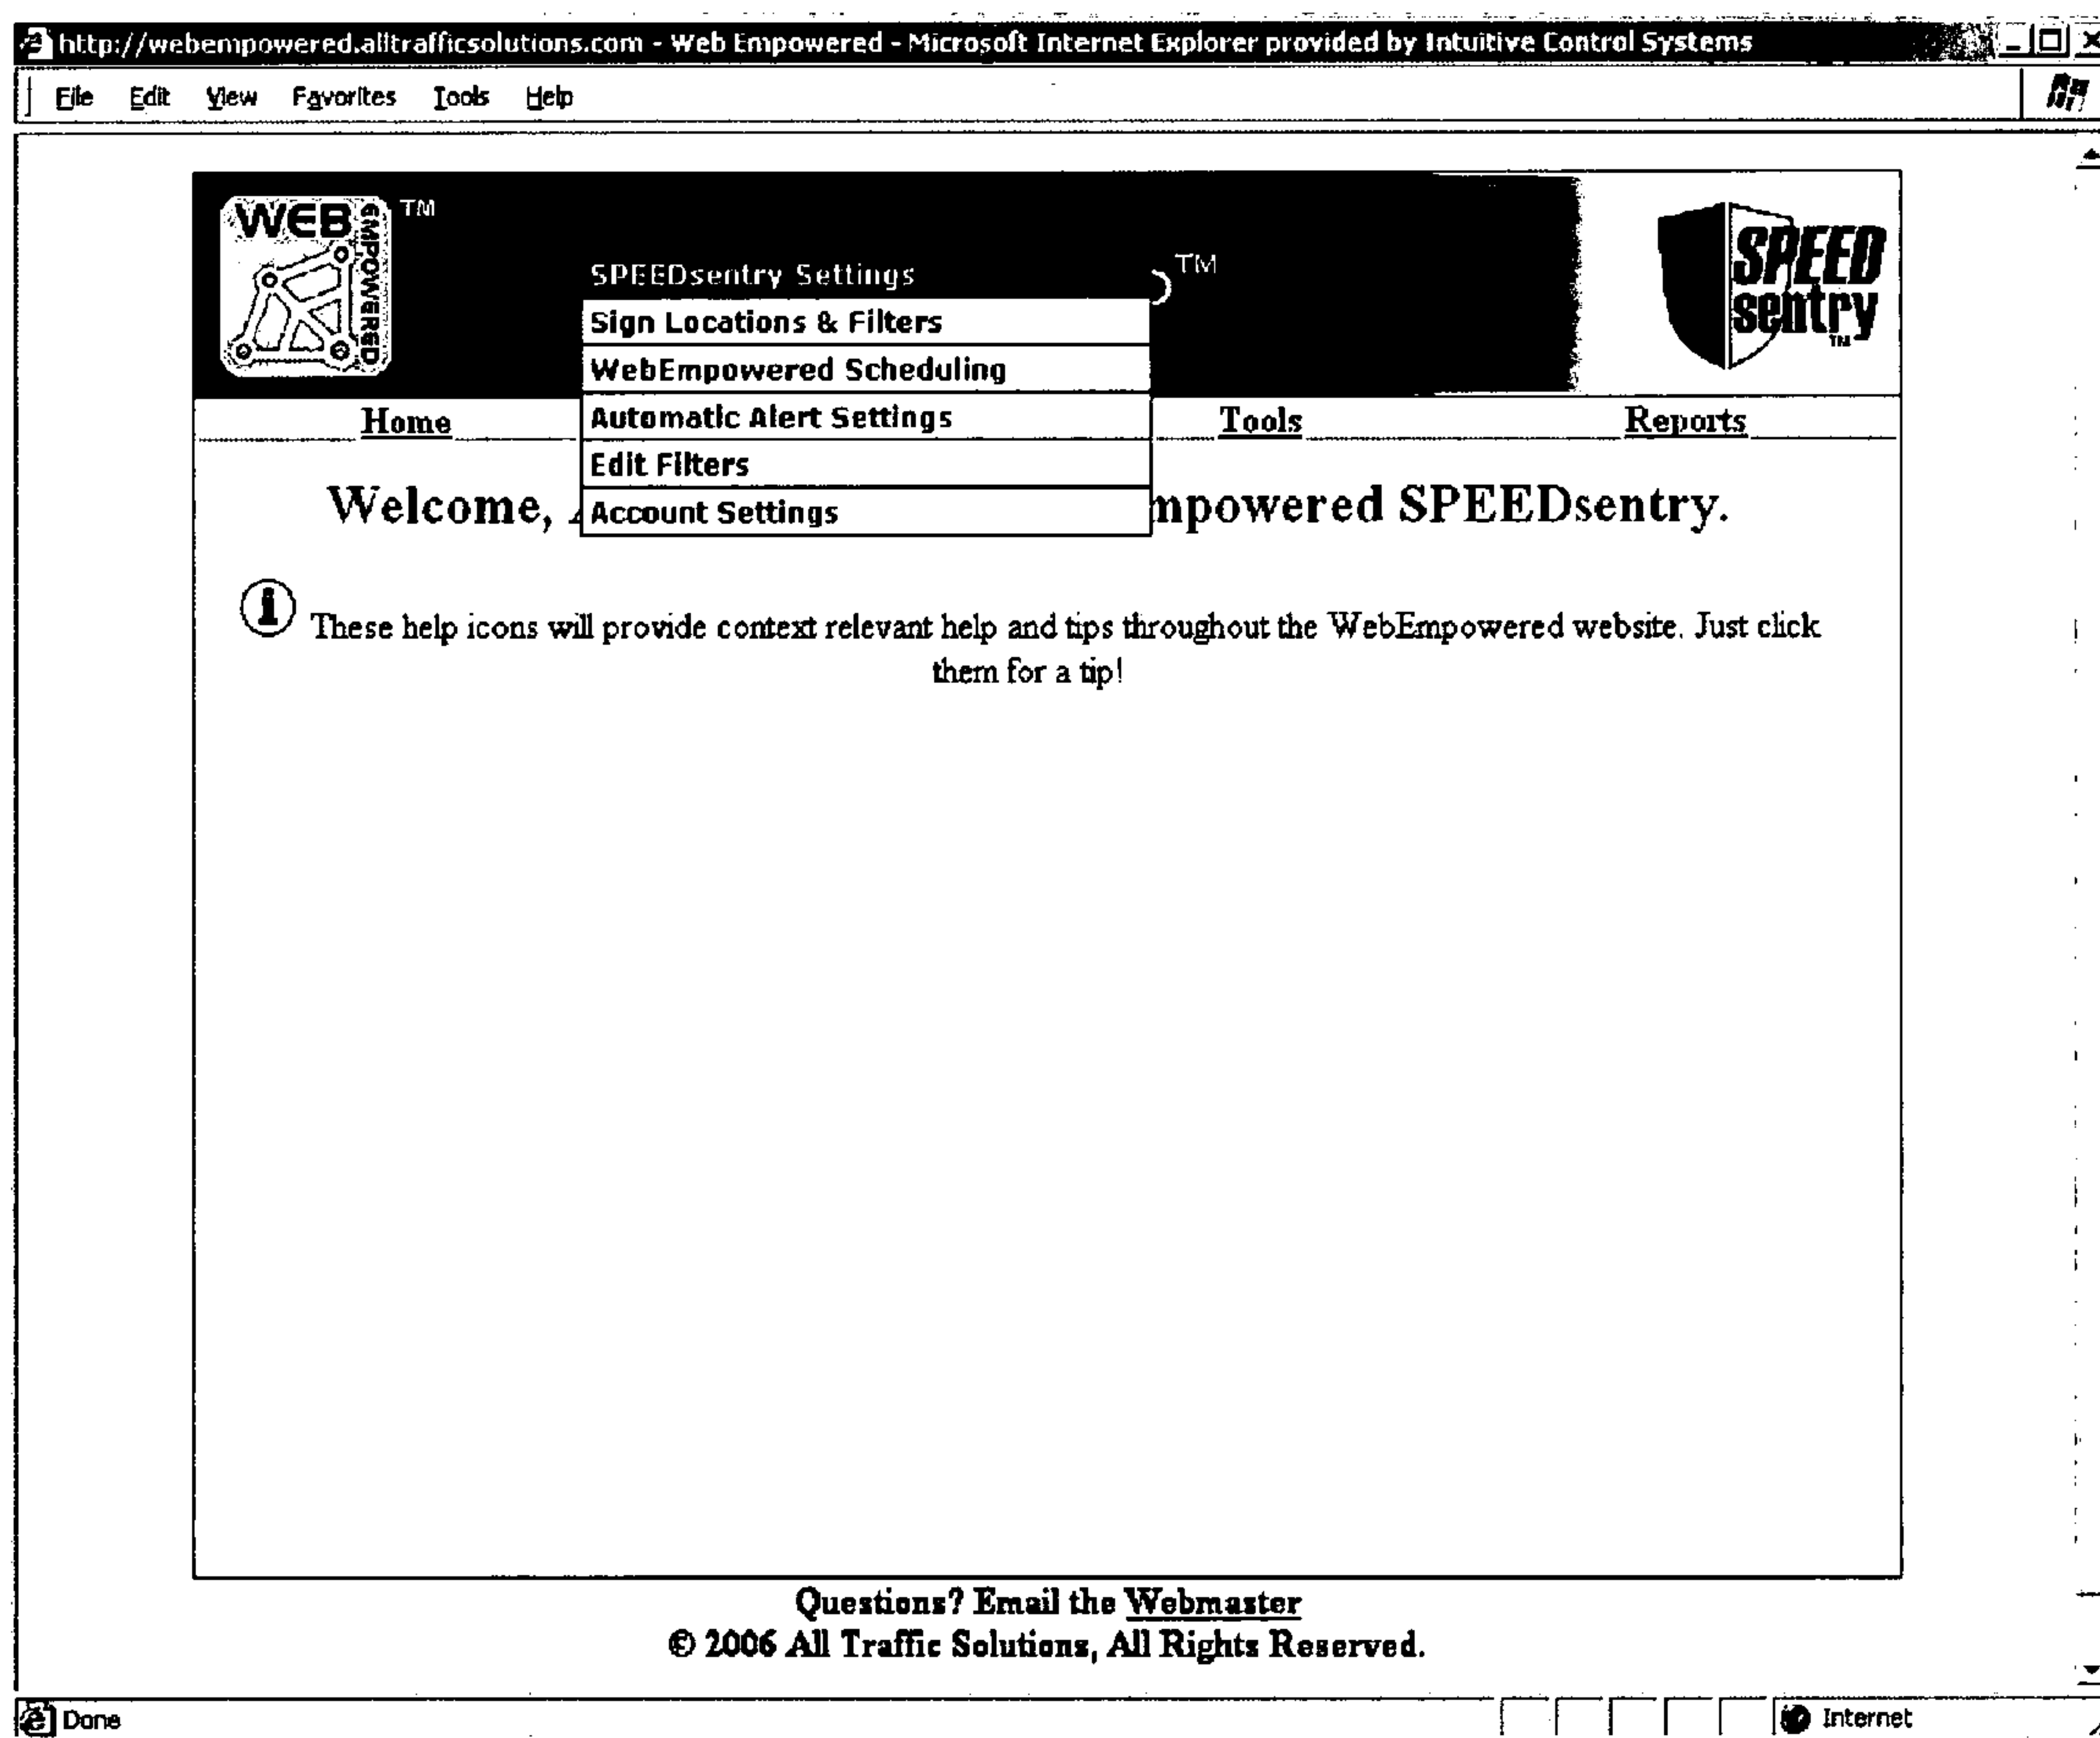 http://webempowered.alltrafficsolutions.com - Web Empowered - Microsoft Internet Explorer provided by Intuitive Control Systems
File Edit View Favorites Tools Help
WEB EMPOWERED TM
SPEEDsentry Settings
TM
SPEED sentry TM
Sign Locations & Filters
WebEmpowered Scheduling
Automatic Alert Settings
Edit Filters
Account Settings
Home Tools Reports
Welcome, mpowered SPEEDsentry.
These help icons will provide context relevant help and tips throughout the WebEmpowered website. Just click
them for a tip!
Questions? Email the Webmaster
© 2006 All Traffic Solutions, All Rights Reserved.
Done Internet